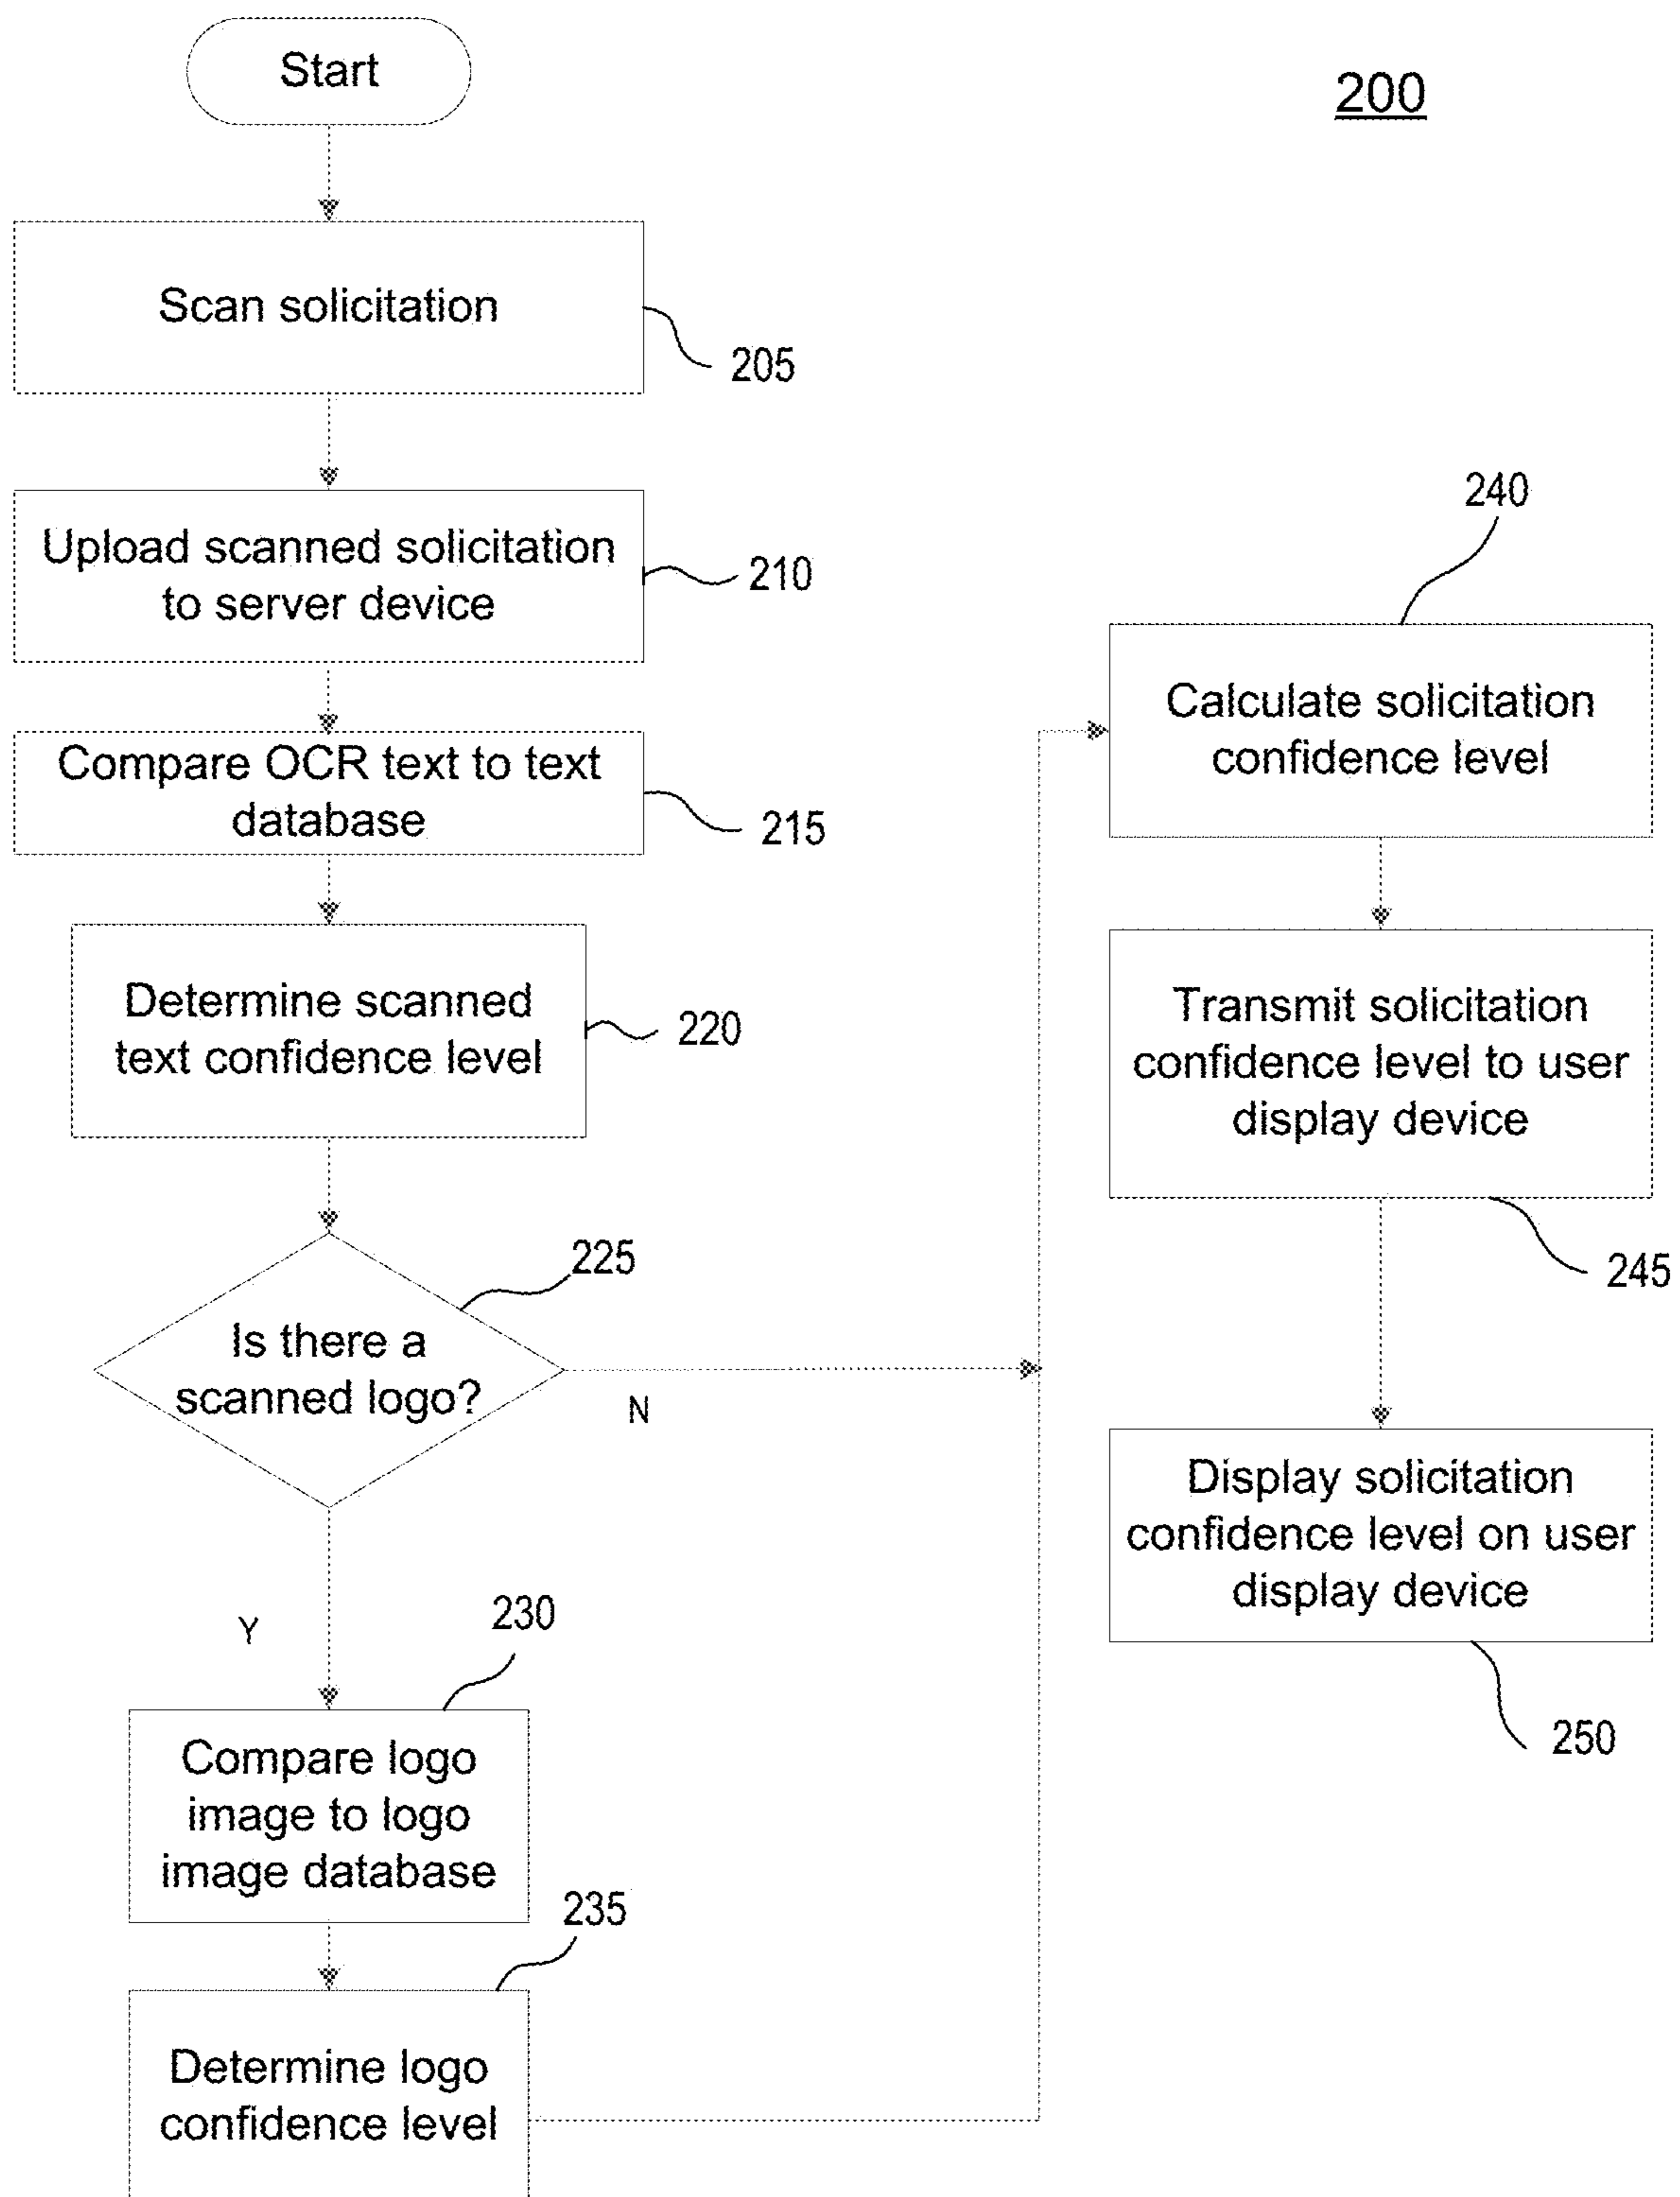 Start
200
Scan solicitation
205
Upload scanned solicitation
to server device
210
Compare OCR text to text
database
215
Determine scanned
text confidence level
220
225
Is there a
scanned logo?
N
Y
230
Compare logo
image to logo
image database
235
Determine logo
confidence level
240
Calculate solicitation
confidence level
Transmit solicitation
confidence level to user
display device
245
Display solicitation
confidence level on user
display device
250